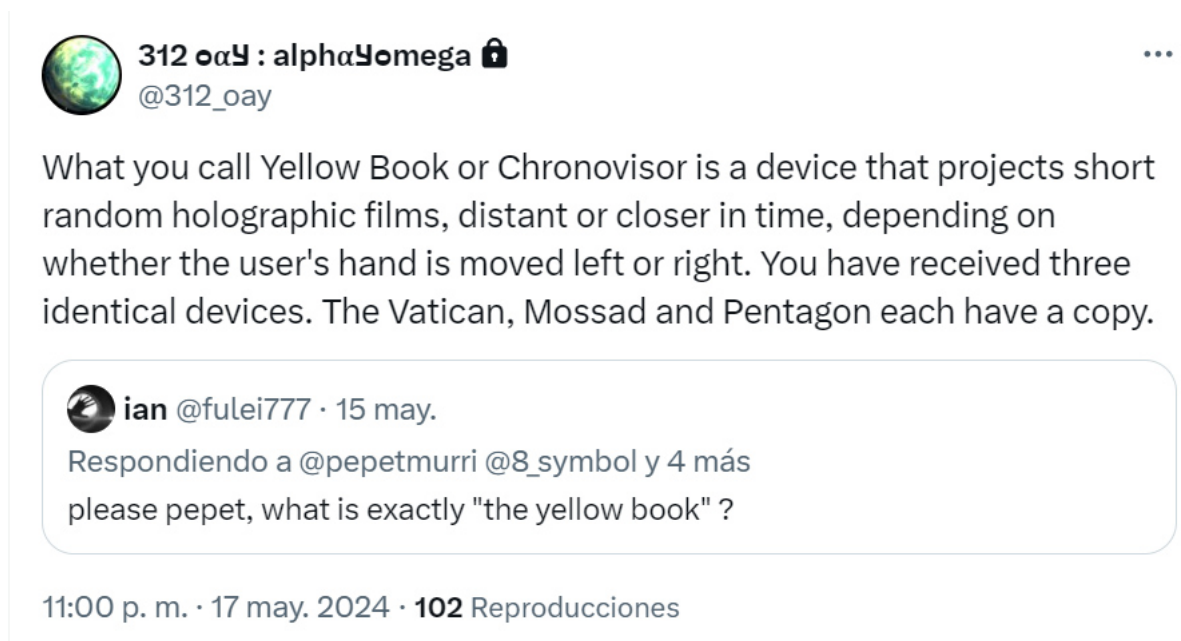 312 oαꓬ : alphαꓬomega 🔒
@312_oay
What you call Yellow Book or Chronovisor is a device that projects short
random holographic films, distant or closer in time, depending on
whether the user's hand is moved left or right. You have received three
identical devices. The Vatican, Mossad and Pentagon each have a copy.
ian @fulei777 · 15 may.
Respondiendo a @pepetmurri @8_symbol y 4 más
please pepet, what is exactly "the yellow book" ?
11:00 p. m. · 17 may. 2024 · 102 Reproducciones